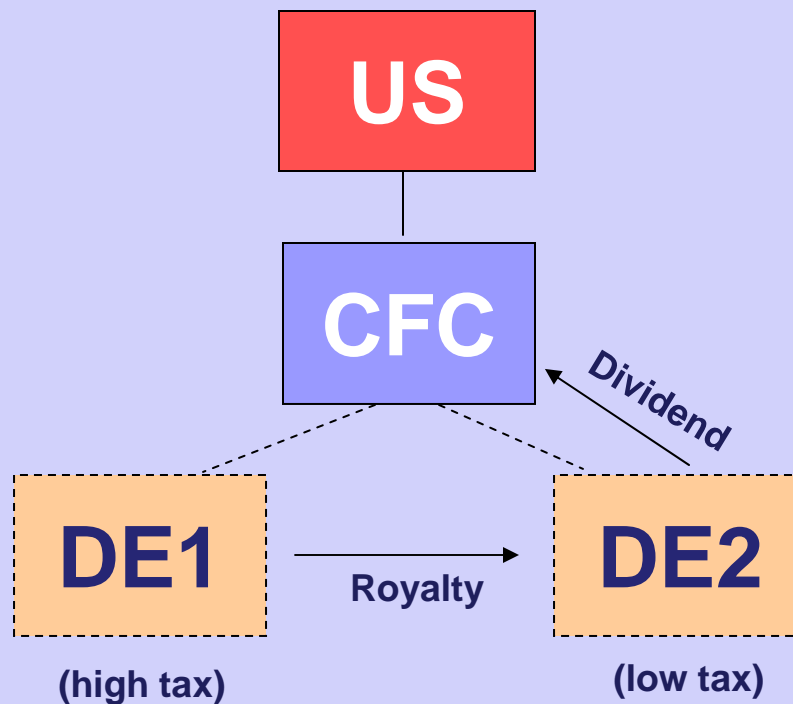 US
CFC
Dividend
DE1
DE2
Royalty
(high tax)
(low tax)